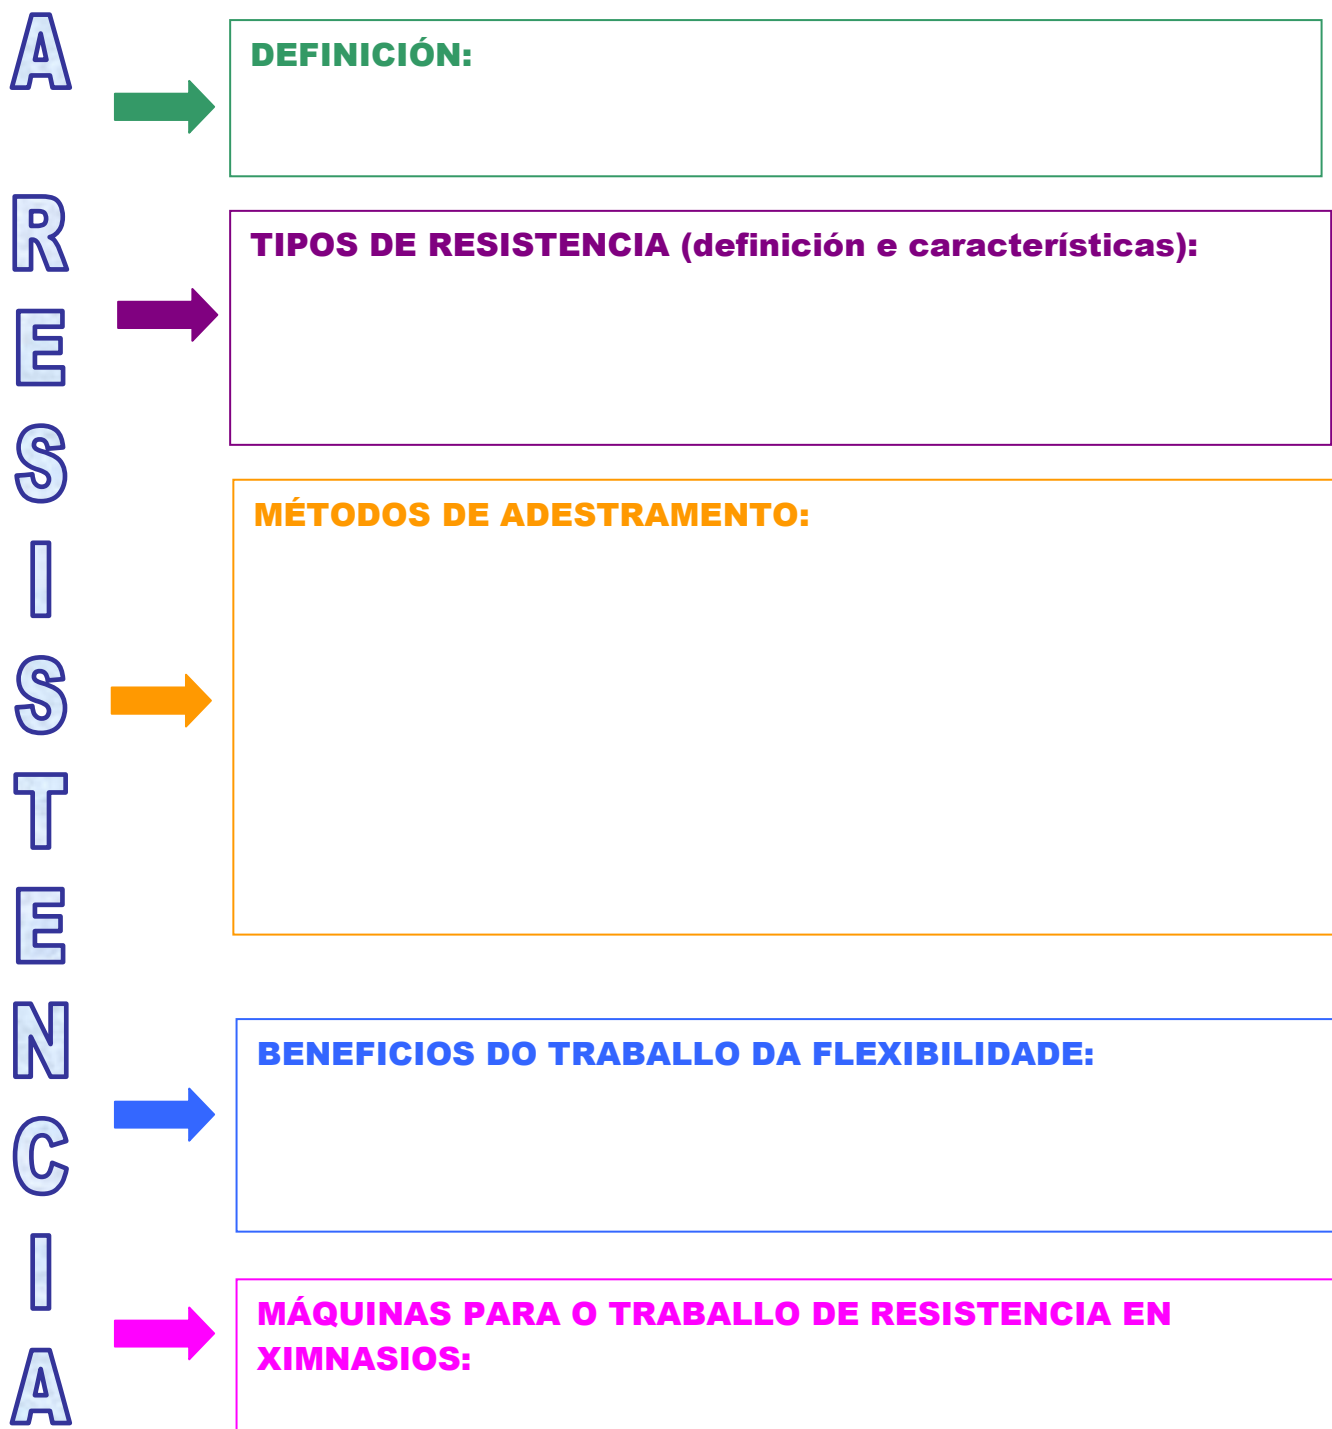 A RESISTENCIA
DEFINICIÓN:
TIPOS DE RESISTENCIA (definición e características):
MÉTODOS DE ADESTRAMENTO:
BENEFICIOS DO TRABALLO DA FLEXIBILIDADE:
MÁQUINAS PARA O TRABALLO DE RESISTENCIA EN
XIMNASIOS: